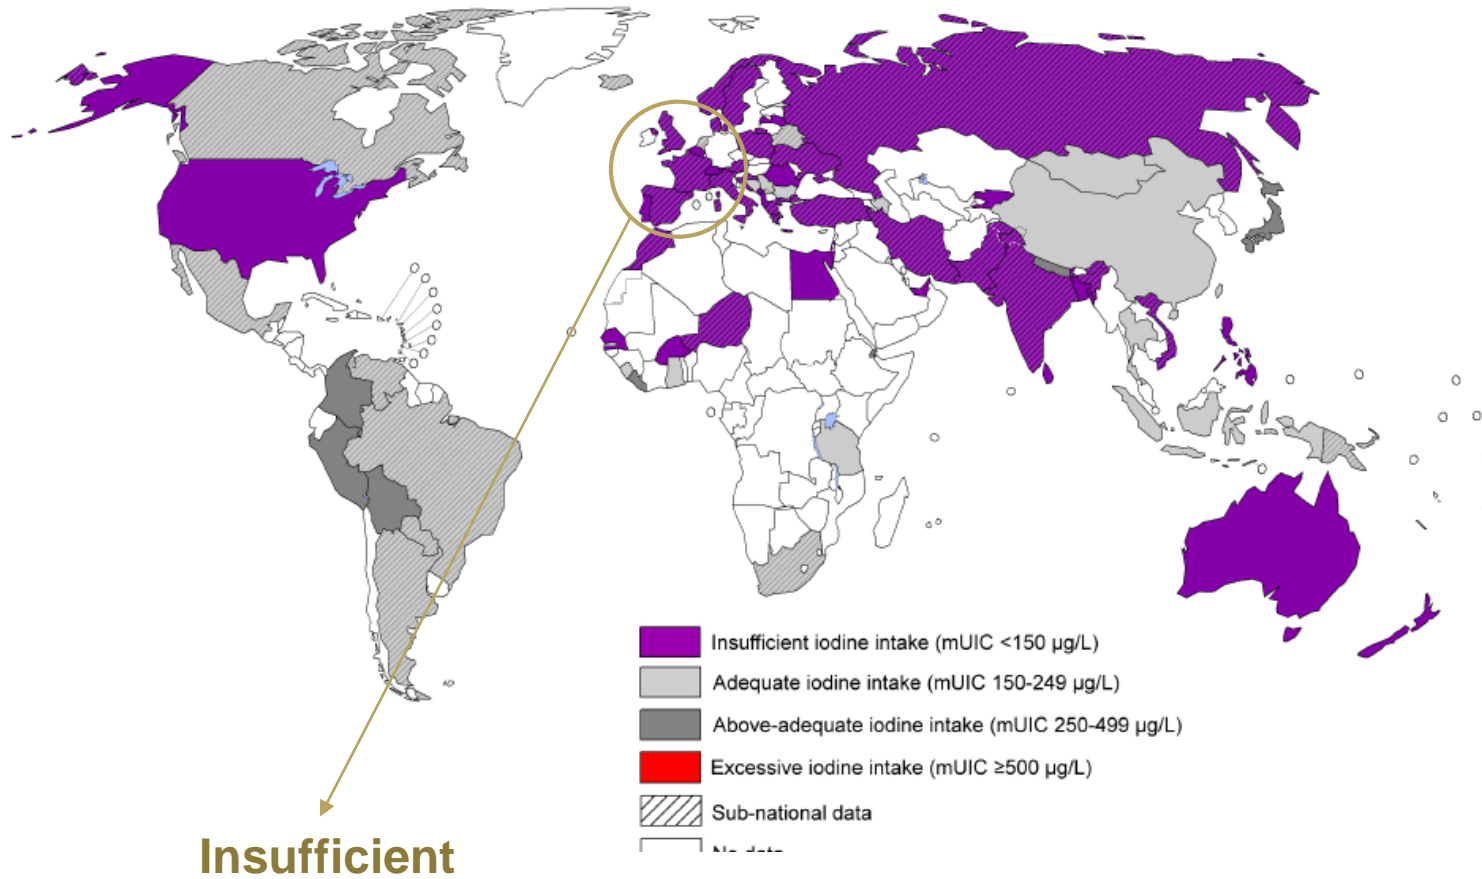 Insufficient iodine intake (mUIC <150 µg/L)
Adequate iodine intake (mUIC 150-249 µg/L)
Above-adequate iodine intake (mUIC 250-499 µg/L)
Excessive iodine intake (mUIC ≥500 µg/L)
Sub-national data
Insufficient